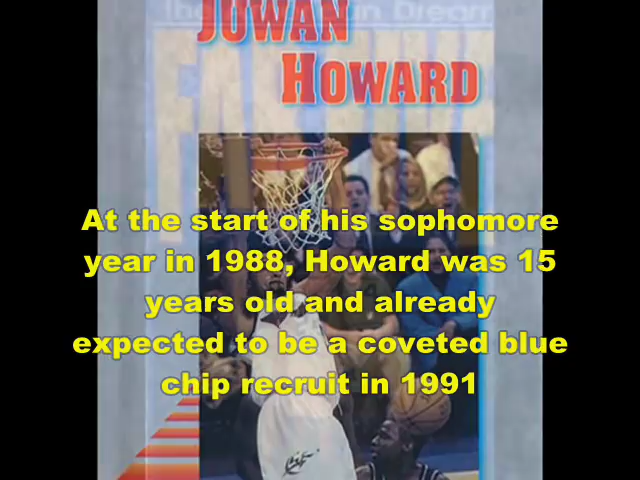 JUWAN
HOWARD
At the start of his sophomore
year in 1988, Howard was 15
years old and already
expected to be a coveted blue
chip recruit in 1991